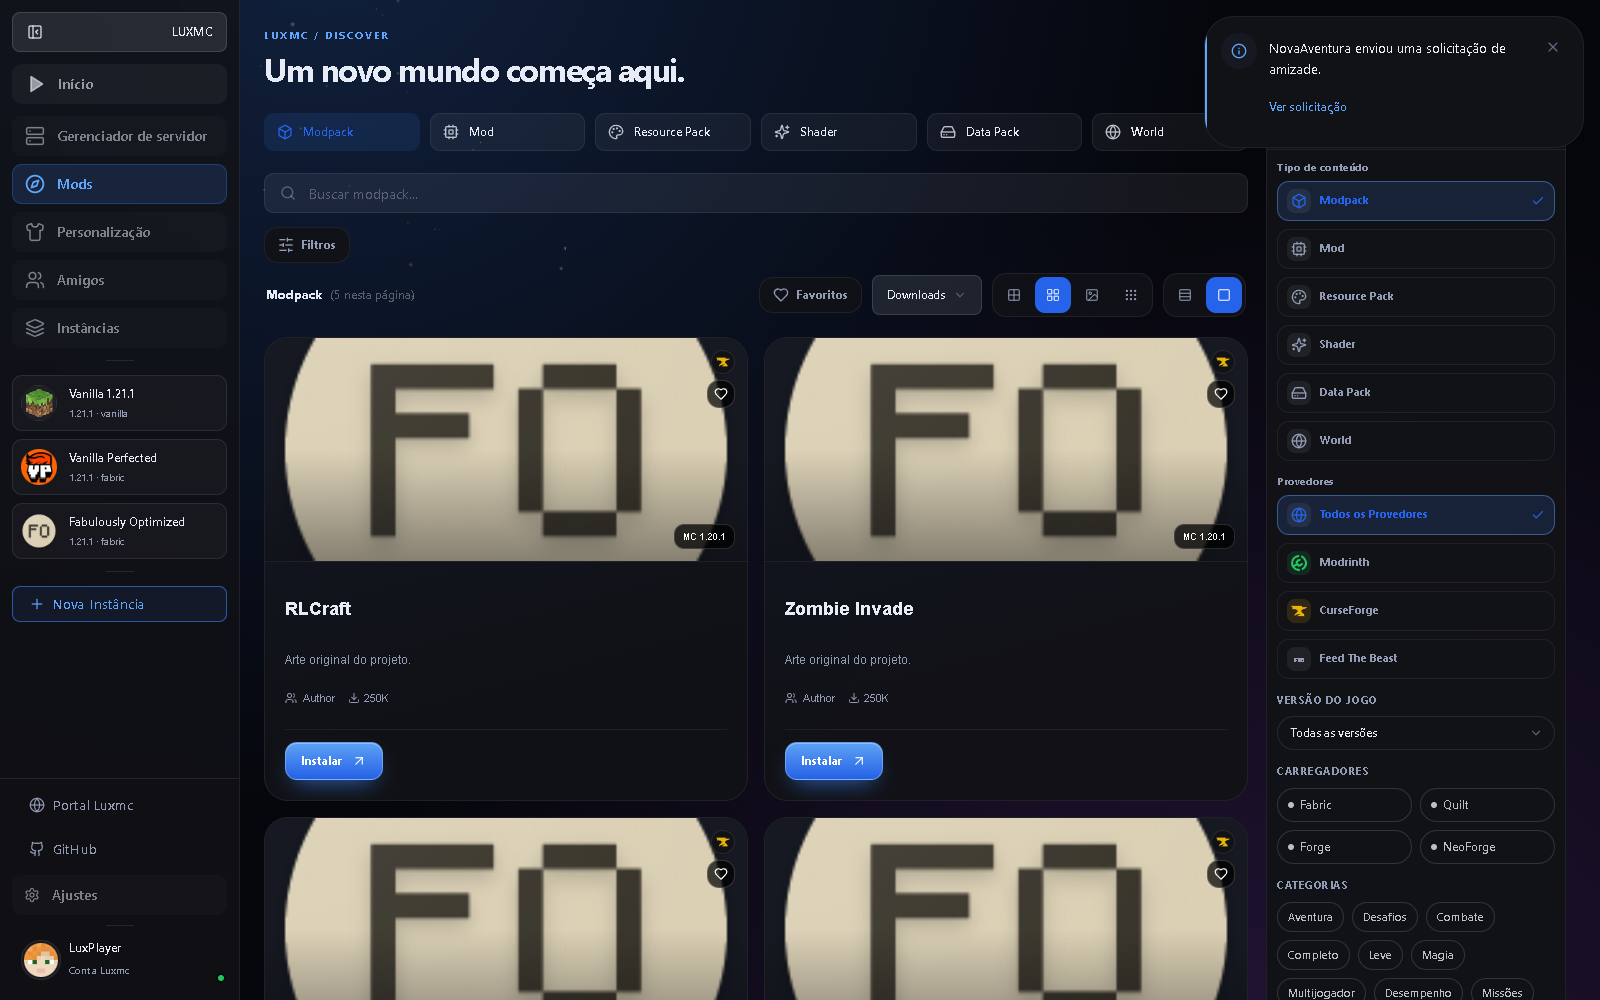 LUXMC
Início
Gerenciador de servidor
Mods
Personalização
Amigos
Instâncias
Vanilla 1.21.1
1.21.1 · vanilla
Vanilla Perfected
1.21.1 · fabric
Fabulously Optimized
1.21.1 · fabric
Nova Instância
Portal Luxmc
GitHub
Ajustes
LuxPlayer
Conta Luxmc
LUXMC / DISCOVER
Um novo mundo começa aqui.
Modpack
Mod
Resource Pack
Shader
Data Pack
World
Buscar modpack...
Filtros
Modpack (5 nesta página)
Favoritos
Downloads
FO
MC 1.20.1
RLCraft
Arte original do projeto.
Author 250K
Instalar
FO
MC 1.20.1
Zombie Invade
Arte original do projeto.
Author 250K
Instalar
FO
FO
NovaAventura enviou uma solicitação de
amizade.
Ver solicitação
Tipo de conteúdo
Modpack
Mod
Resource Pack
Shader
Data Pack
World
Provedores
Todos os Provedores
Modrinth
CurseForge
Feed The Beast
VERSÃO DO JOGO
Todas as versões
CARREGADORES
Fabric
Quilt
Forge
NeoForge
CATEGORIAS
Aventura
Desafios
Combate
Completo
Leve
Magia
Multijogador
Desempenho
Missões